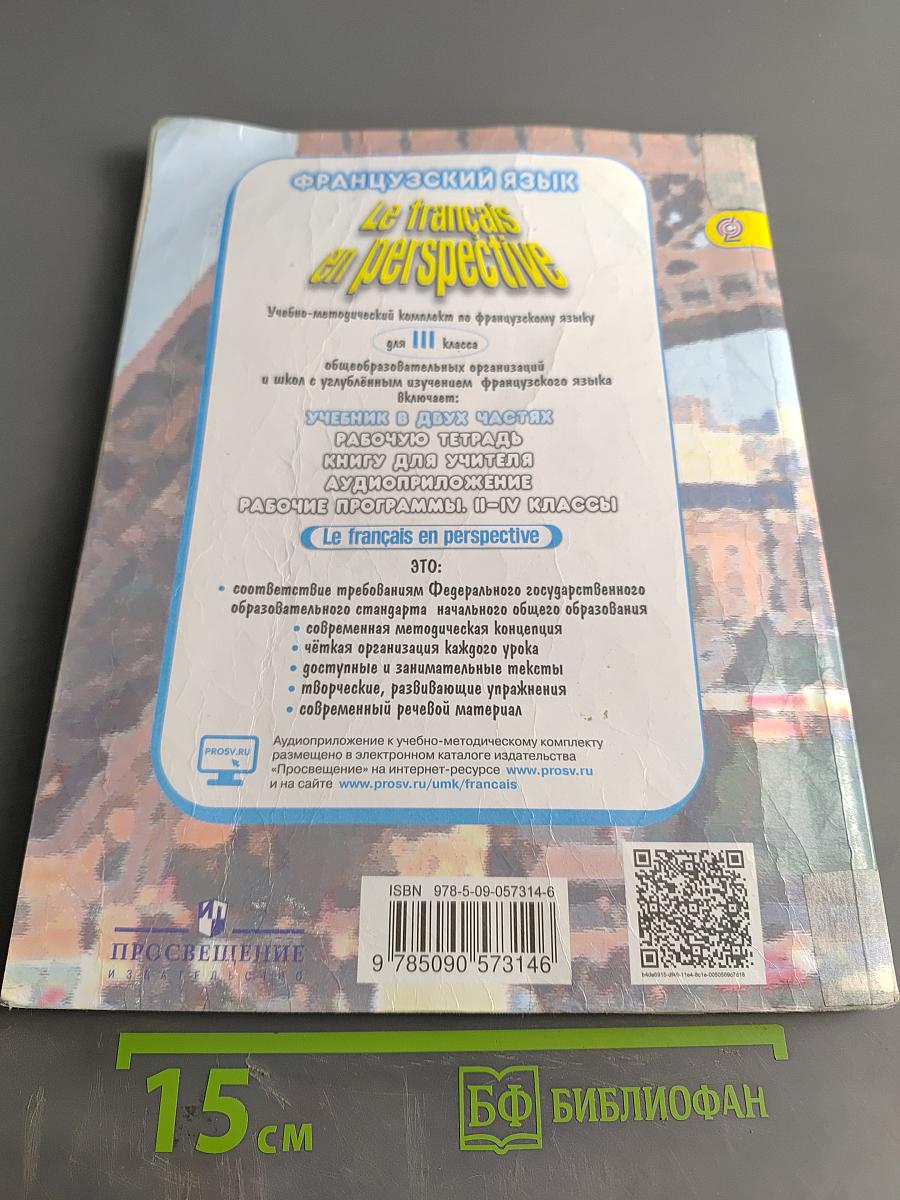 ФРАНЦУЗСКИЙ ЯЗЫК
Le français
en perspective
Учебно-методический комплект по французскому языку
для III класса
общеобразовательных организаций
и школ с углублённым изучением французского языка
включает:
УЧЕБНИК В ДВУХ ЧАСТЯХ
РАБОЧУЮ ТЕТРАДЬ
КНИГУ ДЛЯ УЧИТЕЛЯ
АУДИОПРИЛОЖЕНИЕ
РАБОЧИЕ ПРОГРАММЫ. II–IV КЛАССЫ
Le français en perspective
ЭТО:
• соответствие требованиям Федерального государственного
образовательного стандарта начального общего образования
• современная методическая концепция
• чёткая организация каждого урока
• доступные и занимательные тексты
• творческие, развивающие упражнения
• современный речевой материал
PROSV.RU
Аудиоприложение к учебно-методическому комплекту
размещено в электронном каталоге издательства
«Просвещение» на интернет-ресурсе www.prosv.ru
и на сайте www.prosv.ru/umk/francais
ПРОСВЕЩЕНИЕ
ИЗДАТЕЛЬСТВО
ISBN 978-5-09-057314-6
9 785090 573146
15 см
БФ БИБЛИОФАН